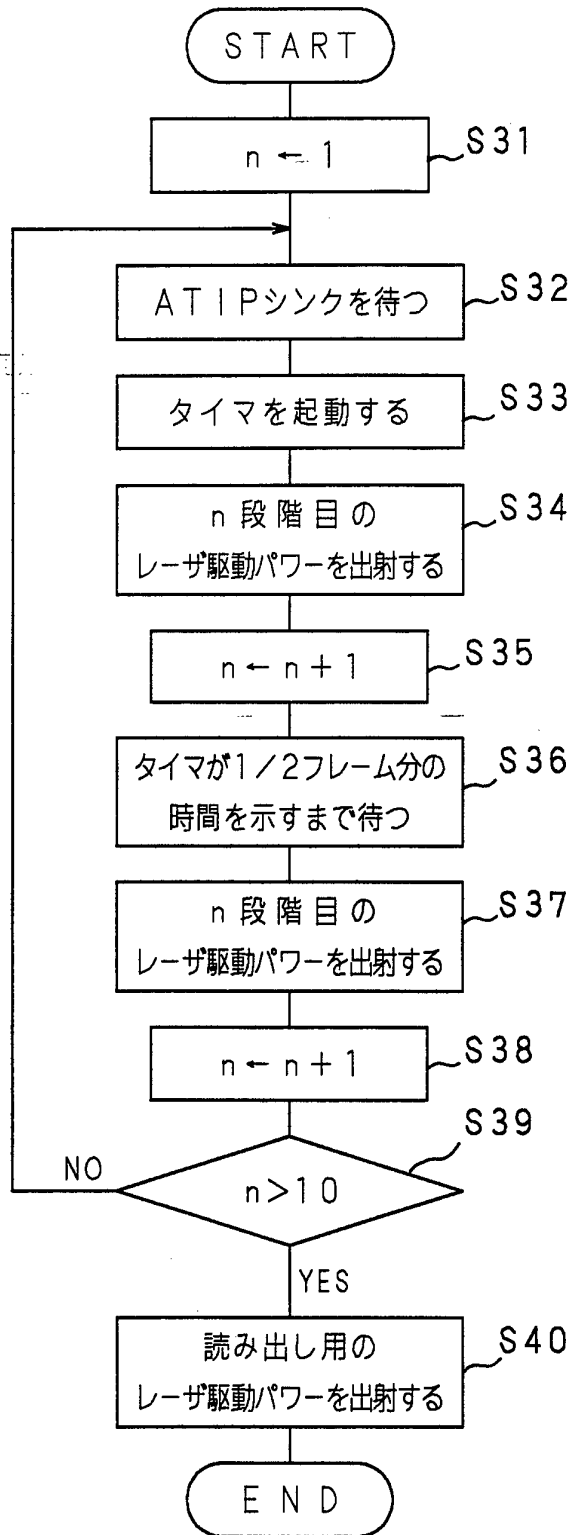 START
n ← 1
S31
ATIPシンクを待つ
S32
タイマを起動する
S33
n段階目の
レーザ駆動パワーを出射する
S34
n ← n + 1
S35
タイマが1/2フレーム分の
時間を示すまで待つ
S36
n段階目の
レーザ駆動パワーを出射する
S37
n ← n + 1
S38
S39
NO
n>10
YES
読み出し用の
レーザ駆動パワーを出射する
S40
END